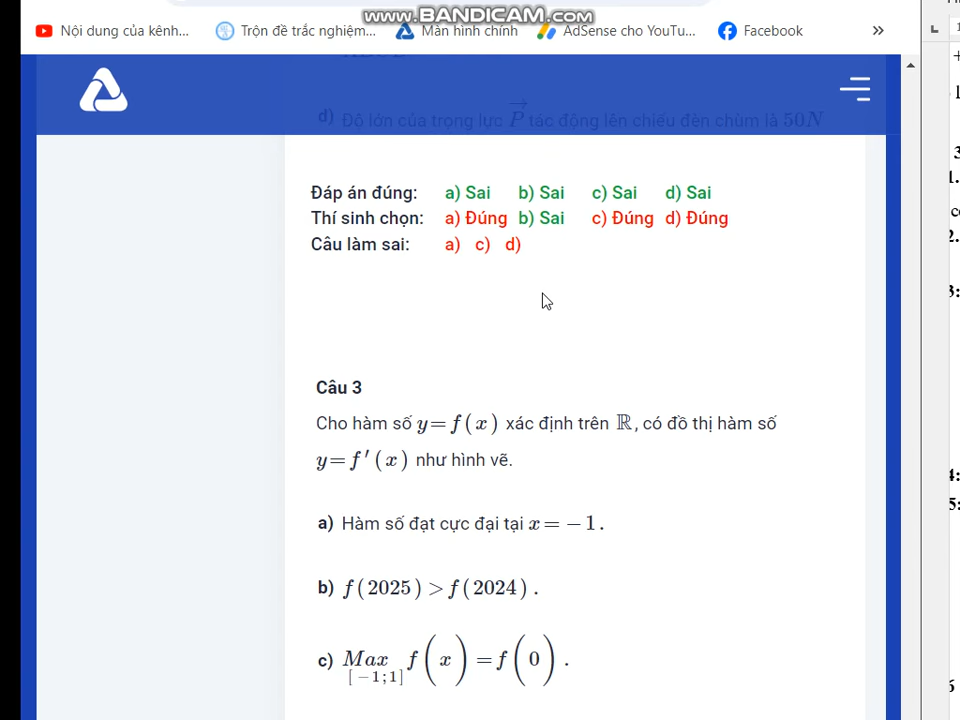 www.BANDICAM.com
Nội dung của kênh... Trộn đề trắc nghiệm... Màn hình chính AdSense cho YouTu... Facebook »
d) Độ lớn của trọng lực P⃗ tác động lên chiếu đèn chùm là 50N
Đáp án đúng: a) Sai b) Sai c) Sai d) Sai
Thí sinh chọn: a) Đúng b) Sai c) Đúng d) Đúng
Câu làm sai: a) c) d)
Câu 3
Cho hàm số y=f(x) xác định trên ℝ, có đồ thị hàm số
y=f′(x) như hình vẽ.
a) Hàm số đạt cực đại tại x=−1.
b) f(2025)>f(2024).
c) Max f(x)=f(0).
[−1;1]